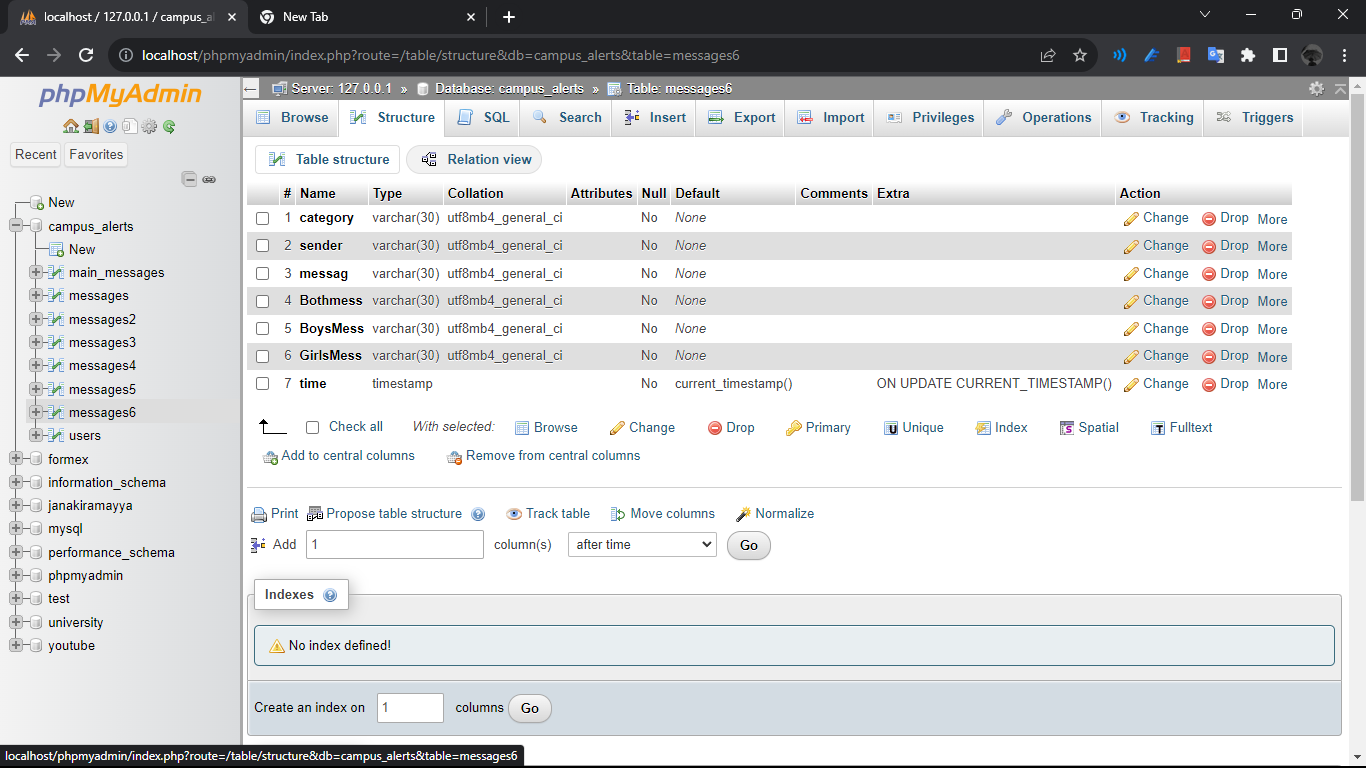 localhost / 127.0.0.1 / campus_al
New Tab
localhost/phpmyadmin/index.php?route=/table/structure&db=campus_alerts&table=messages6
phpMyAdmin
Recent Favorites
New
campus_alerts
New
main_messages
messages
messages2
messages3
messages4
messages5
messages6
users
formex
information_schema
janakiramayya
mysql
performance_schema
phpmyadmin
test
university
youtube
Server: 127.0.0.1 » Database: campus_alerts » Table: messages6
Browse Structure SQL Search Insert Export Import Privileges Operations Tracking Triggers
Table structure Relation view
# Name Type Collation Attributes Null Default Comments Extra Action
1 category varchar(30) utf8mb4_general_ci No None Change Drop More
2 sender varchar(30) utf8mb4_general_ci No None Change Drop More
3 messag varchar(30) utf8mb4_general_ci No None Change Drop More
4 Bothmess varchar(30) utf8mb4_general_ci No None Change Drop More
5 BoysMess varchar(30) utf8mb4_general_ci No None Change Drop More
6 GirlsMess varchar(30) utf8mb4_general_ci No None Change Drop More
7 time timestamp No current_timestamp() ON UPDATE CURRENT_TIMESTAMP() Change Drop More
Check all With selected: Browse Change Drop Primary Unique Index Spatial Fulltext
Add to central columns Remove from central columns
Print Propose table structure Track table Move columns Normalize
Add 1 column(s) after time Go
Indexes
No index defined!
Create an index on 1 columns Go
localhost/phpmyadmin/index.php?route=/table/structure&db=campus_alerts&table=messages6